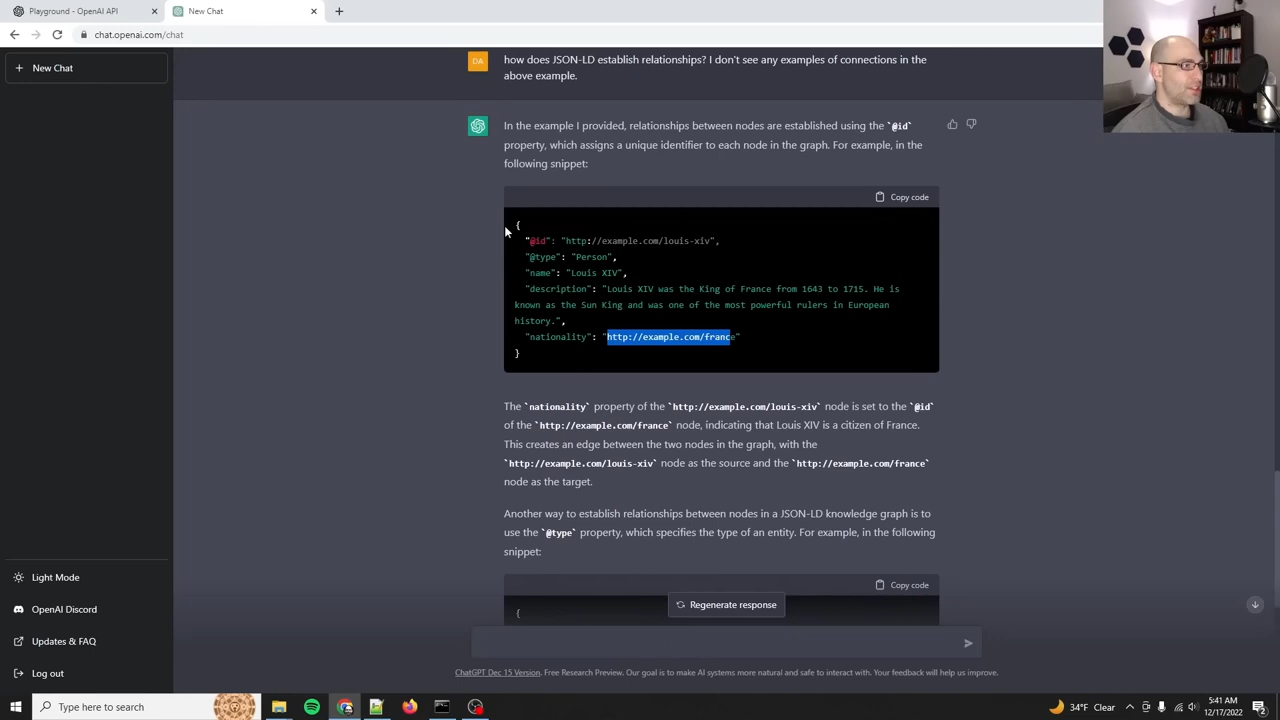 Playground - OpenAI API
New Chat
chat.openai.com/chat
New Chat
DA
how does JSON-LD establish relationships? I don't see any examples of connections in the
above example.
In the example I provided, relationships between nodes are established using the `@id`
property, which assigns a unique identifier to each node in the graph. For example, in the
following snippet:
Copy code
{
"@id": "http://example.com/louis-xiv",
"@type": "Person",
"name": "Louis XIV",
"description": "Louis XIV was the King of France from 1643 to 1715. He is
known as the Sun King and was one of the most powerful rulers in European
history.",
"nationality": "http://example.com/france"
}
The `nationality` property of the `http://example.com/louis-xiv` node is set to the `@id`
of the `http://example.com/france` node, indicating that Louis XIV is a citizen of France.
This creates an edge between the two nodes in the graph, with the
`http://example.com/louis-xiv` node as the source and the `http://example.com/france`
node as the target.
Another way to establish relationships between nodes in a JSON-LD knowledge graph is to
use the `@type` property, which specifies the type of an entity. For example, in the following
snippet:
Copy code
{
Regenerate response
Light Mode
OpenAI Discord
Updates & FAQ
Log out
ChatGPT Dec 15 Version. Free Research Preview. Our goal is to make AI systems more natural and safe to interact with. Your feedback will help us improve.
Type here to search
34°F Clear
5:41 AM
12/17/2022
2